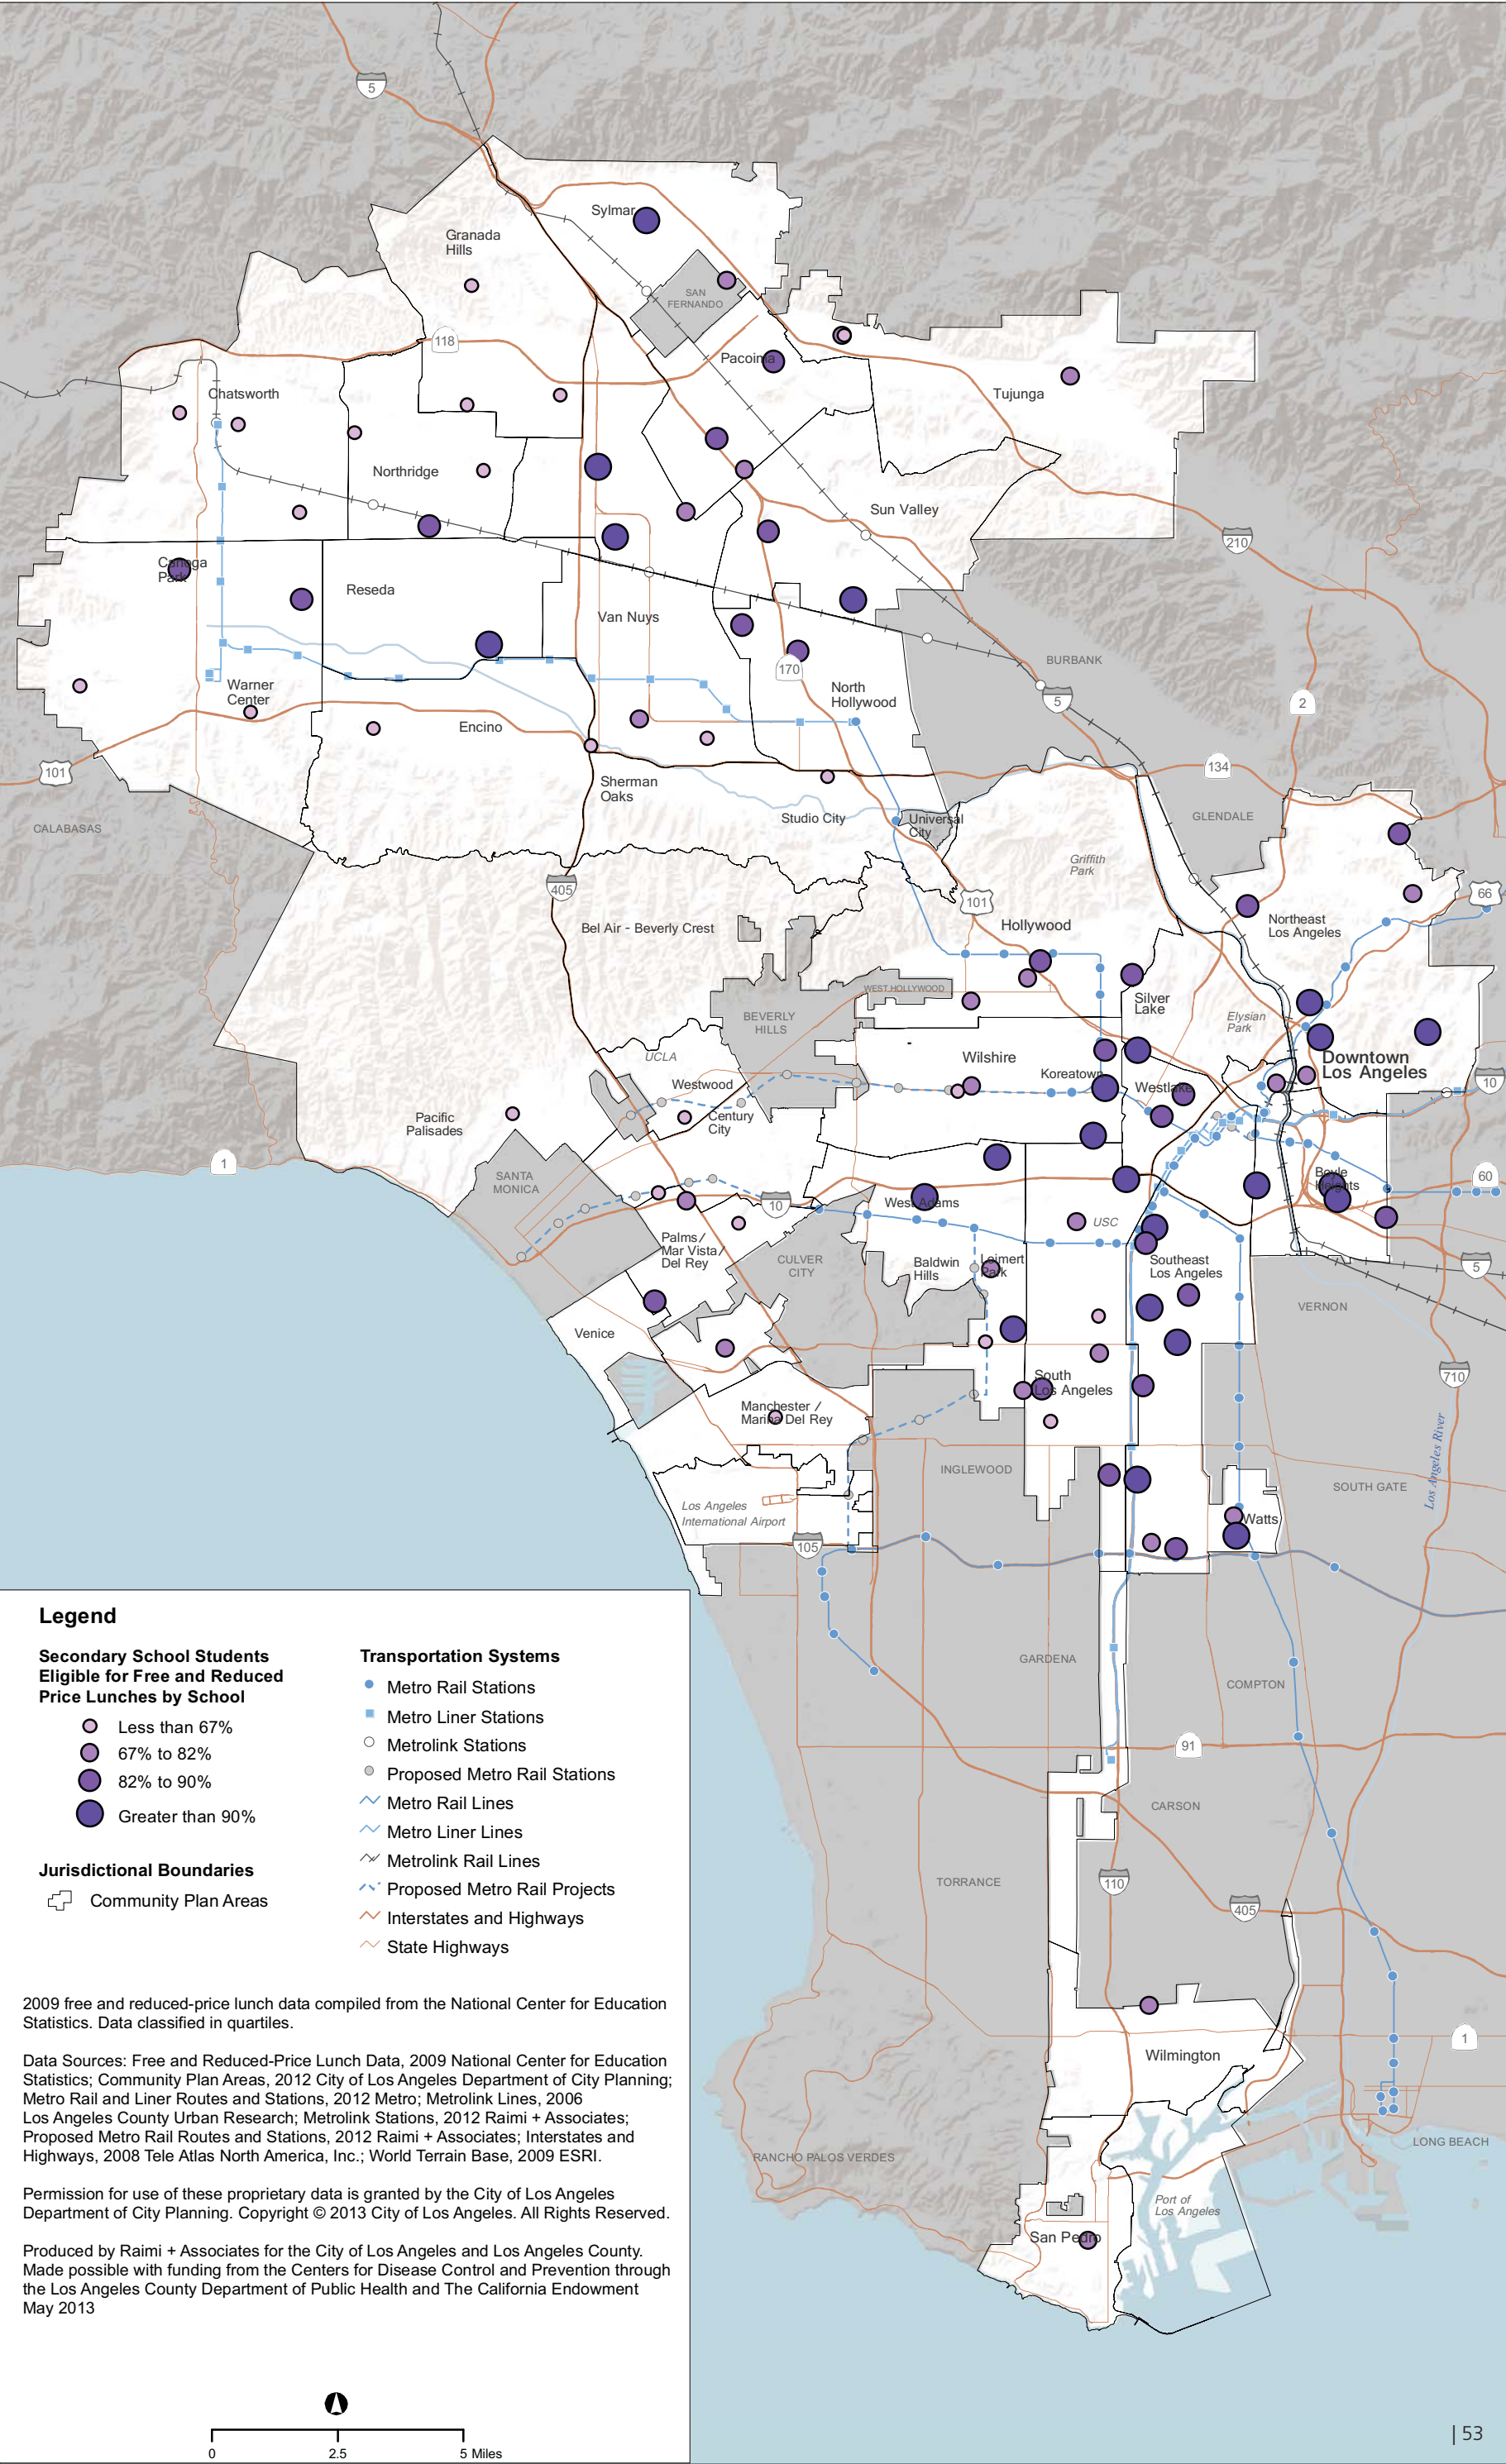 5
Sylmar
Granada
Hills
SAN
FERNANDO
118
Pacoima
Chatsworth
Tujunga
Northridge
Sun Valley
210
Canoga
Park
Reseda
Van Nuys
BURBANK
170
5
2
Warner
Center
North
Hollywood
Encino
101
134
Sherman
Oaks
Studio City
Universal
City
GLENDALE
CALABASAS
Griffith
Park
405
101
66
Bel Air - Beverly Crest
Hollywood
Northeast
Los Angeles
WEST HOLLYWOOD
Silver
Lake
BEVERLY
HILLS
Elysian
Park
UCLA
Wilshire
Downtown
Los Angeles
Koreatown
Westwood
Westlake
10
Century
City
Pacific
Palisades
1
SANTA
MONICA
Boyle
Heights
60
10
West Adams
USC
Palms/
Mar Vista/
Del Rey
CULVER
CITY
Baldwin
Hills
Leimert
Park
Southeast
Los Angeles
5
VERNON
Venice
710
South
Los Angeles
Manchester /
Marina Del Rey
INGLEWOOD
SOUTH GATE
Los Angeles River
Los Angeles
International Airport
Watts
105
GARDENA
COMPTON
91
CARSON
TORRANCE
110
405
1
Wilmington
LONG BEACH
RANCHO PALOS VERDES
Port of
Los Angeles
San Pedro
Legend
Secondary School Students
Eligible for Free and Reduced
Price Lunches by School
Less than 67%
67% to 82%
82% to 90%
Greater than 90%
Jurisdictional Boundaries
Community Plan Areas
Transportation Systems
Metro Rail Stations
Metro Liner Stations
Metrolink Stations
Proposed Metro Rail Stations
Metro Rail Lines
Metro Liner Lines
Metrolink Rail Lines
Proposed Metro Rail Projects
Interstates and Highways
State Highways
2009 free and reduced-price lunch data compiled from the National Center for Education
Statistics. Data classified in quartiles.
Data Sources: Free and Reduced-Price Lunch Data, 2009 National Center for Education
Statistics; Community Plan Areas, 2012 City of Los Angeles Department of City Planning;
Metro Rail and Liner Routes and Stations, 2012 Metro; Metrolink Lines, 2006
Los Angeles County Urban Research; Metrolink Stations, 2012 Raimi + Associates;
Proposed Metro Rail Routes and Stations, 2012 Raimi + Associates; Interstates and
Highways, 2008 Tele Atlas North America, Inc.; World Terrain Base, 2009 ESRI.
Permission for use of these proprietary data is granted by the City of Los Angeles
Department of City Planning. Copyright © 2013 City of Los Angeles. All Rights Reserved.
Produced by Raimi + Associates for the City of Los Angeles and Los Angeles County.
Made possible with funding from the Centers for Disease Control and Prevention through
the Los Angeles County Department of Public Health and The California Endowment
May 2013
0 2.5 5 Miles
| 53